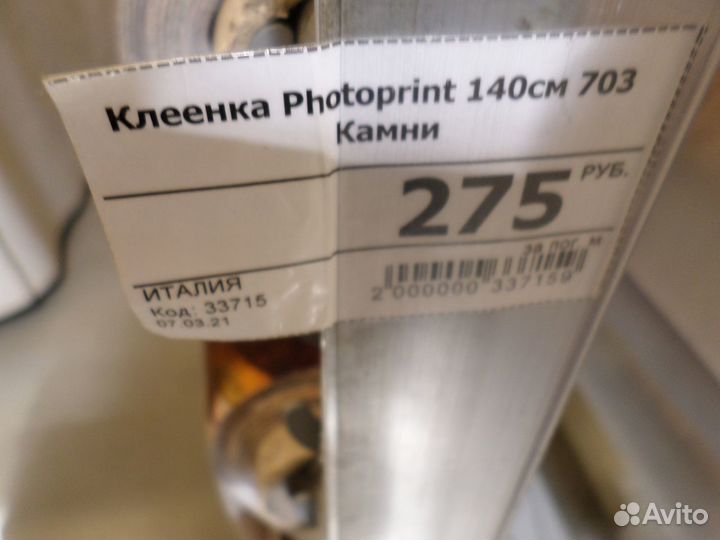 Клеенка Photoprint 140см 703
Камни
275 РУБ.
за пог. м
ИТАЛИЯ
Код: 33715
07.03.21
2 000000 337159
Avito